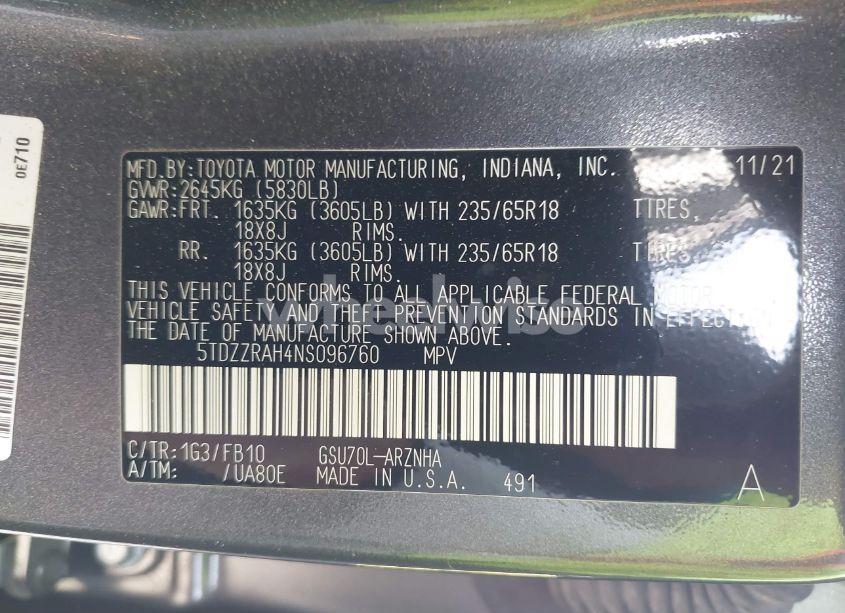 0E710
MFD.BY:TOYOTA MOTOR MANUFACTURING, INDIANA, INC. 11/21
GVWR:2645KG (5830LB)
GAWR:FRT. 1635KG (3605LB) WITH 235/65R18 TIRES,
18X8J RIMS.
RR. 1635KG (3605LB) WITH 235/65R18 TIRES,
18X8J RIMS.
THIS VEHICLE CONFORMS TO ALL APPLICABLE FEDERAL MOTOR
VEHICLE SAFETY AND THEFT PREVENTION STANDARDS IN EFFECT ON
THE DATE OF MANUFACTURE SHOWN ABOVE.
5TDZZRAH4NS096760 MPV
C/TR:1G3/FB10 GSU70L-ARZNHA
A/TM: /UA80E MADE IN U.S.A. 491 A